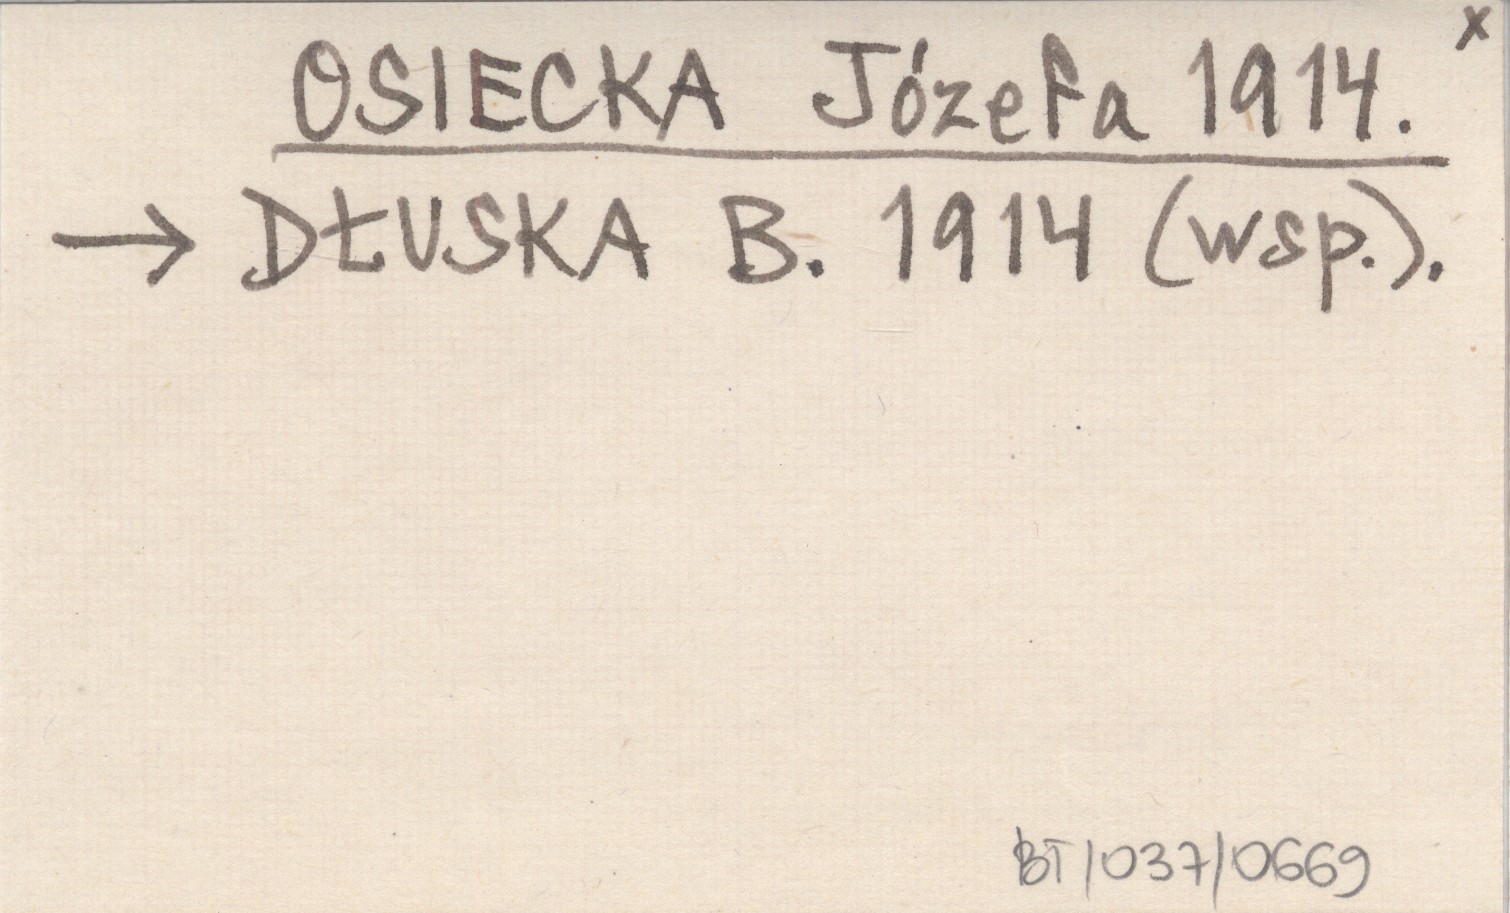 x
OSIECKA Józefa 1914.
→ DŁUSKA B. 1914 (wsp.).
BT/037/0669